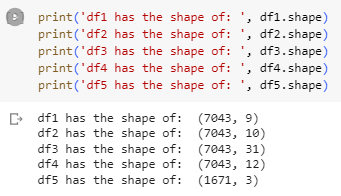 print('df1 has the shape of: ', df1.shape)
print('df2 has the shape of: ', df2.shape)
print('df3 has the shape of: ', df3.shape)
print('df4 has the shape of: ', df4.shape)
print('df5 has the shape of: ', df5.shape)
df1 has the shape of:  (7043, 9)
df2 has the shape of:  (7043, 10)
df3 has the shape of:  (7043, 31)
df4 has the shape of:  (7043, 12)
df5 has the shape of:  (1671, 3)